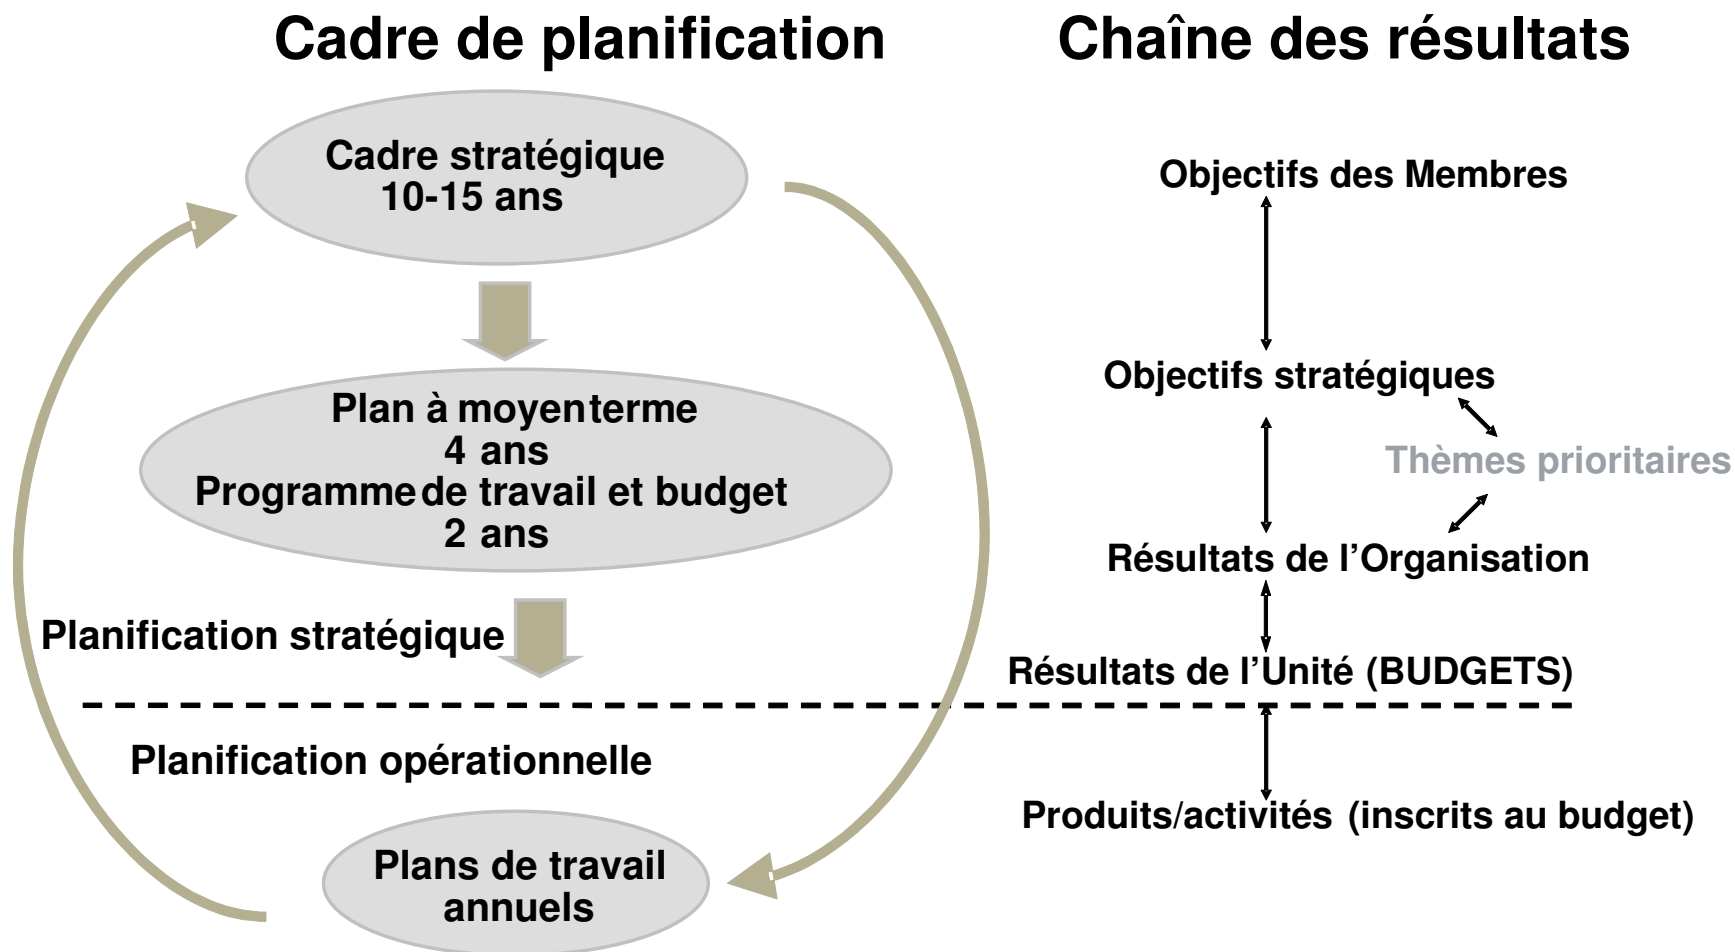 Cadre de planification
Chaîne des résultats
Cadre stratégique
10-15 ans
Plan à moyen terme
4 ans
Programme de travail et budget
2 ans
Planification stratégique
Planification opérationnelle
Plans de travail
annuels
Objectifs des Membres
Objectifs stratégiques
Thèmes prioritaires
Résultats de l’Organisation
Résultats de l’Unité (BUDGETS)
Produits/activités (inscrits au budget)